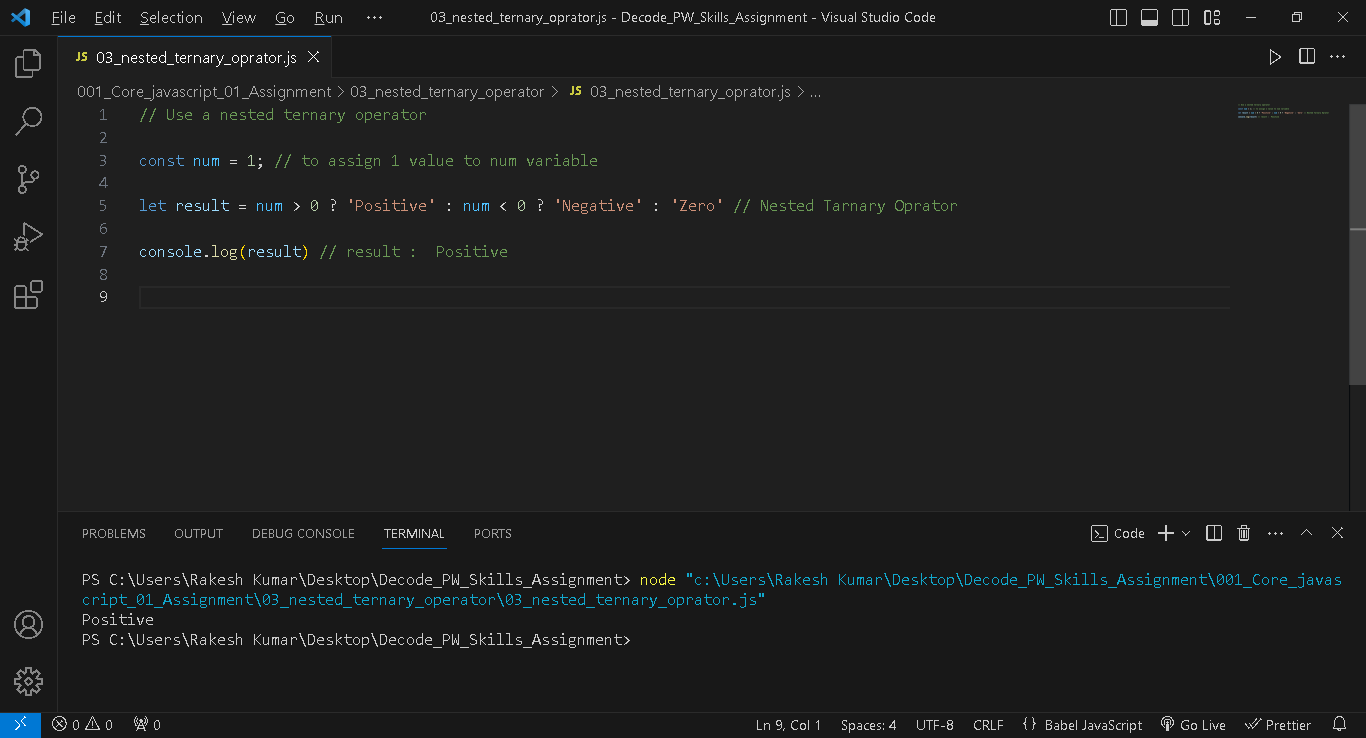 File Edit Selection View Go Run ··· 03_nested_ternary_oprator.js - Decode_PW_Skills_Assignment - Visual Studio Code
JS 03_nested_ternary_oprator.js
001_Core_javascript_01_Assignment > 03_nested_ternary_operator > JS 03_nested_ternary_oprator.js > ...
1 // Use a nested ternary operator
2
3 const num = 1; // to assign 1 value to num variable
4
5 let result = num > 0 ? 'Positive' : num < 0 ? 'Negative' : 'Zero' // Nested Tarnary Oprator
6
7 console.log(result) // result :  Positive
8
9
PROBLEMS OUTPUT DEBUG CONSOLE TERMINAL PORTS Code
PS C:\Users\Rakesh Kumar\Desktop\Decode_PW_Skills_Assignment> node "c:\Users\Rakesh Kumar\Desktop\Decode_PW_Skills_Assignment\001_Core_javas
cript_01_Assignment\03_nested_ternary_operator\03_nested_ternary_oprator.js"
Positive
PS C:\Users\Rakesh Kumar\Desktop\Decode_PW_Skills_Assignment>
0 0 0 Ln 9, Col 1 Spaces: 4 UTF-8 CRLF {} Babel JavaScript Go Live Prettier